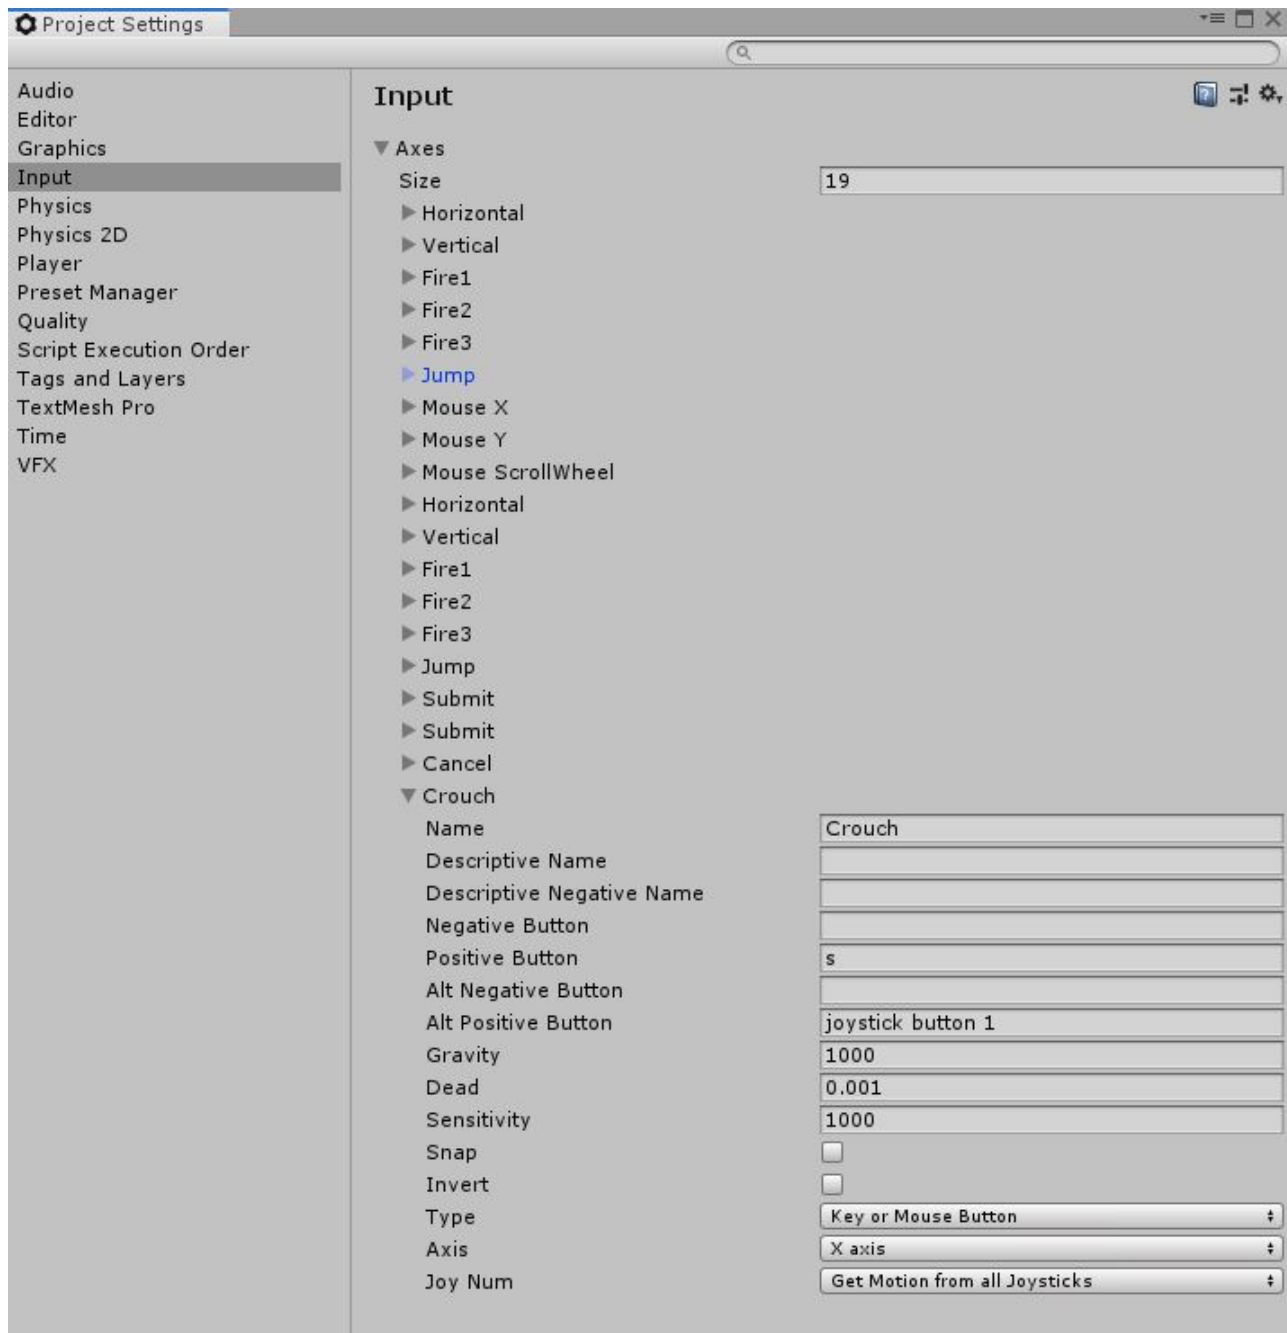 Project Settings
Audio
Editor
Graphics
Input
Physics
Physics 2D
Player
Preset Manager
Quality
Script Execution Order
Tags and Layers
TextMesh Pro
Time
VFX
Input
Axes
Size 19
Horizontal
Vertical
Fire1
Fire2
Fire3
Jump
Mouse X
Mouse Y
Mouse ScrollWheel
Horizontal
Vertical
Fire1
Fire2
Fire3
Jump
Submit
Submit
Cancel
Crouch
Name Crouch
Descriptive Name
Descriptive Negative Name
Negative Button
Positive Button s
Alt Negative Button
Alt Positive Button joystick button 1
Gravity 1000
Dead 0.001
Sensitivity 1000
Snap
Invert
Type Key or Mouse Button
Axis X axis
Joy Num Get Motion from all Joysticks